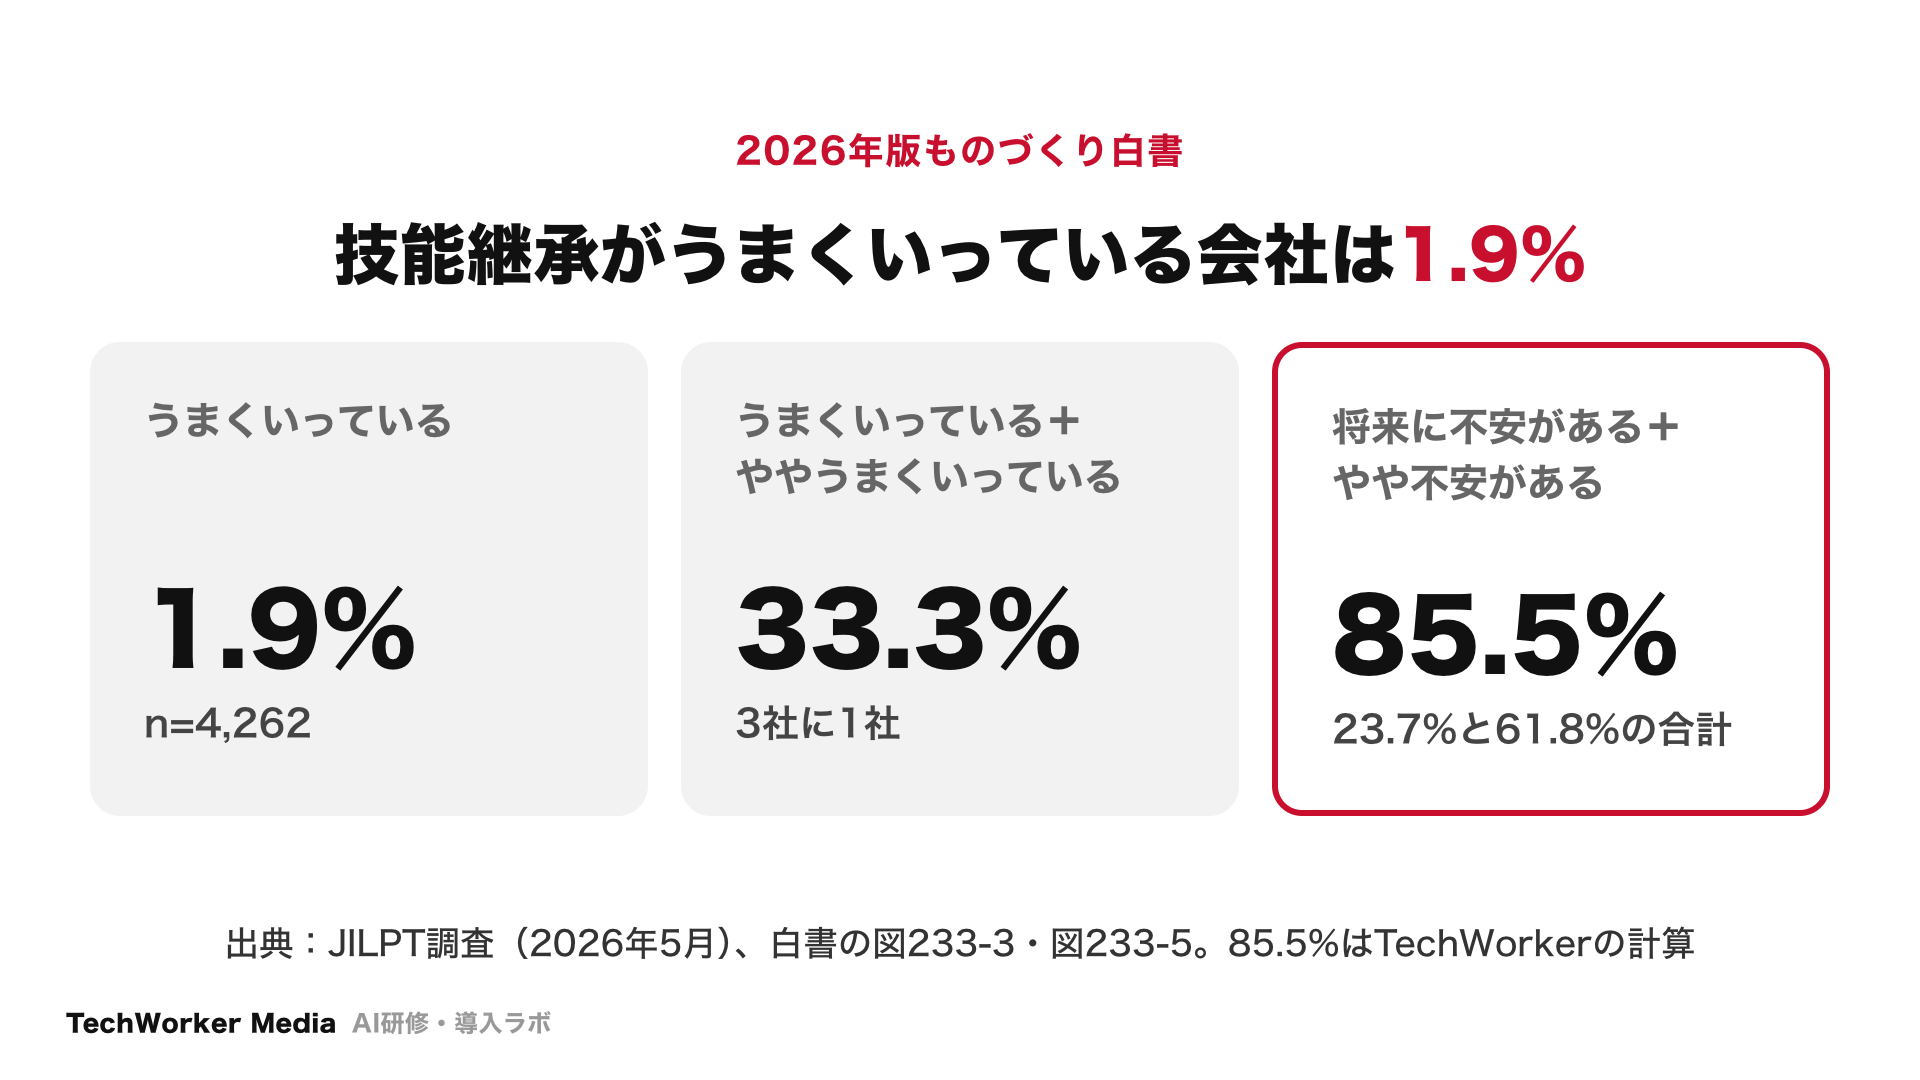 2026年版ものづくり白書
技能継承がうまくいっている会社は1.9%
うまくいっている
1.9%
n=4,262
うまくいっている＋
ややうまくいっている
33.3%
3社に1社
将来に不安がある＋
やや不安がある
85.5%
23.7%と61.8%の合計
出典：JILPT調査（2026年5月）、白書の図233-3・図233-5。85.5%はTechWorkerの計算
TechWorker Media AI研修・導入ラボ